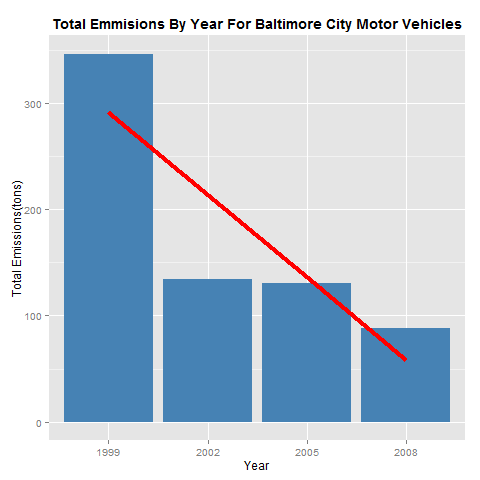 Total Emmisions By Year For Baltimore City Motor Vehicles
Total Emissions(tons)
300
200
100
0
1999 2002 2005 2008
Year